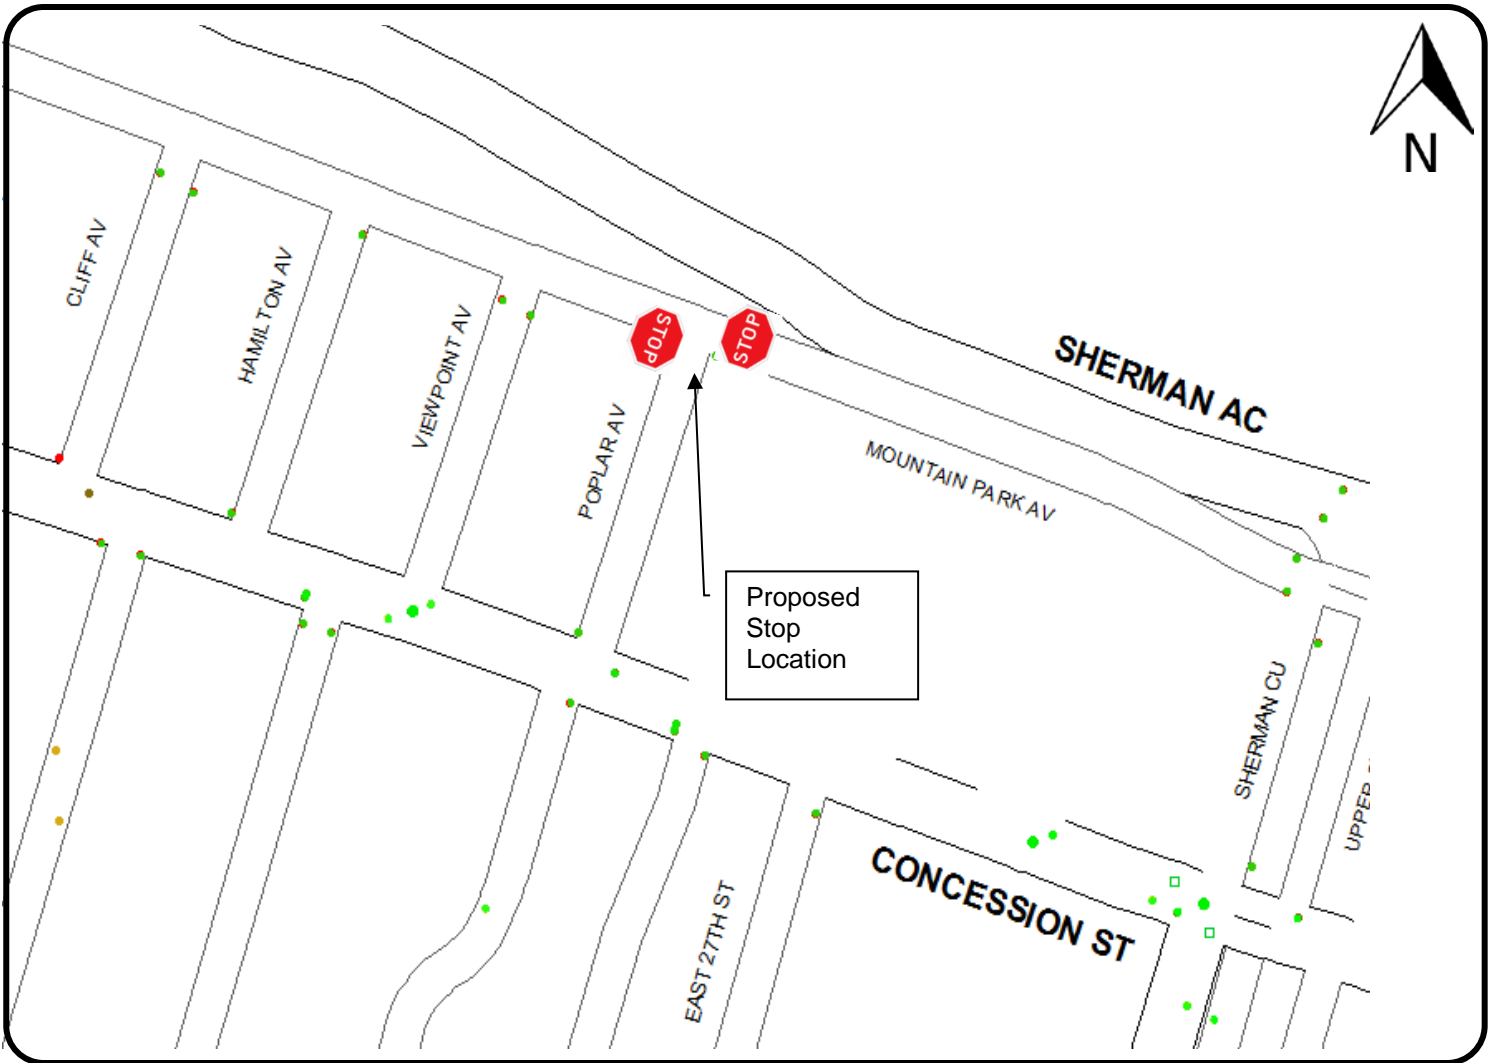 N
CLIFF AV
HAMILTON AV
VIEWPOINT AV
STOP
STOP
SHERMAN AC
POPLAR AV
MOUNTAIN PARK AV
Proposed
Stop
Location
SHERMAN CU
CONCESSION ST
EAST 27TH ST